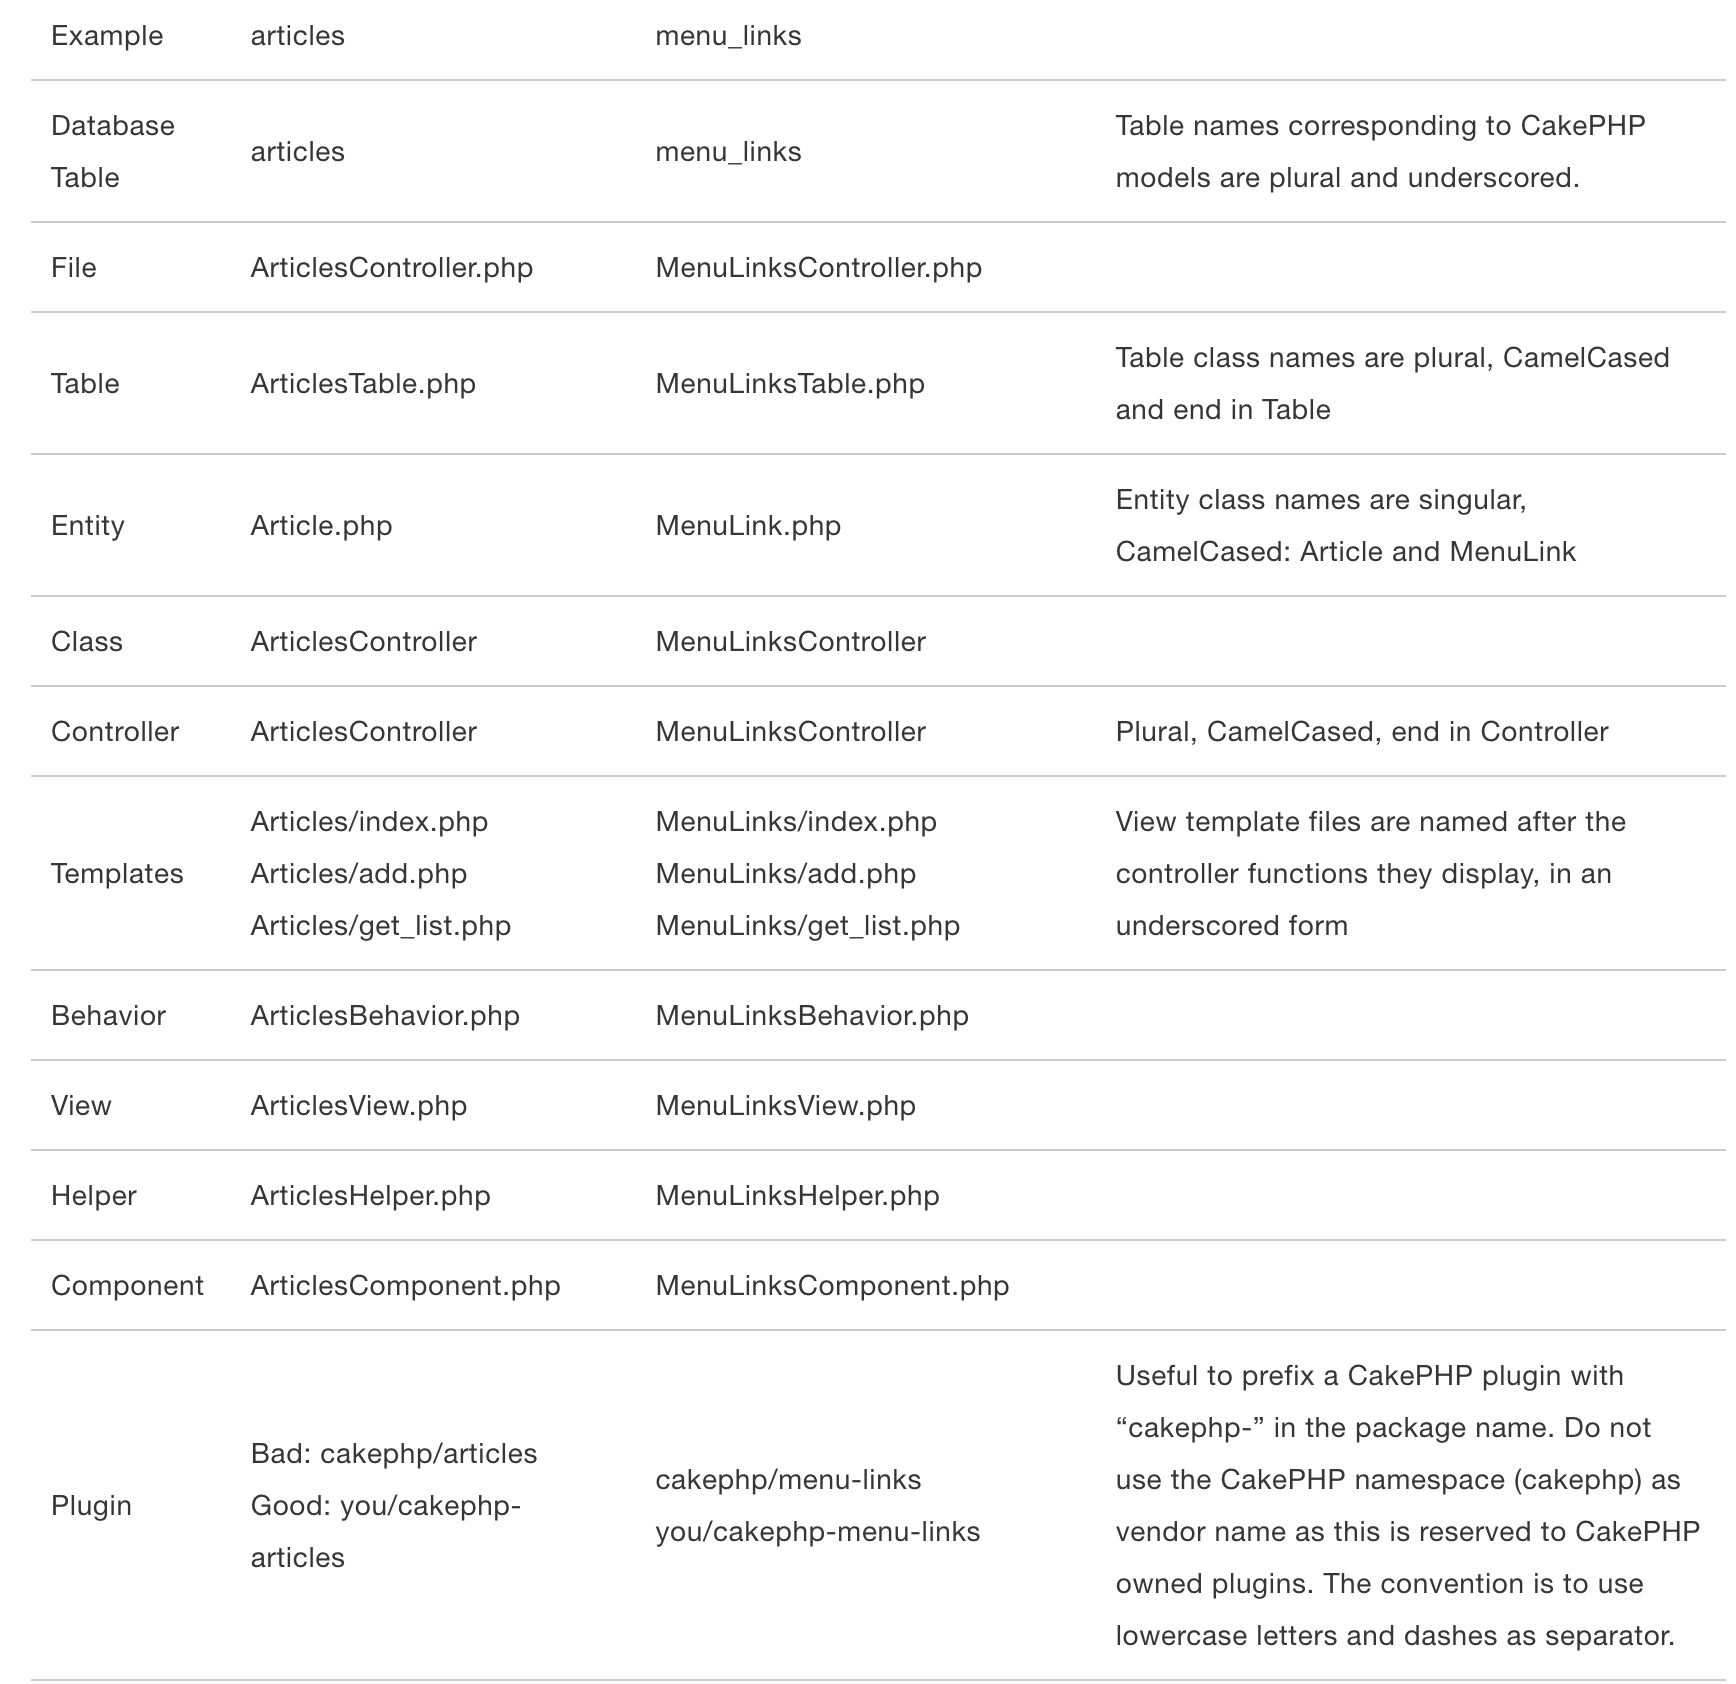 Example articles menu_links
Database Table articles menu_links Table names corresponding to CakePHP
models are plural and underscored.
File ArticlesController.php MenuLinksController.php
Table ArticlesTable.php MenuLinksTable.php Table class names are plural, CamelCased
and end in Table
Entity Article.php MenuLink.php Entity class names are singular,
CamelCased: Article and MenuLink
Class ArticlesController MenuLinksController
Controller ArticlesController MenuLinksController Plural, CamelCased, end in Controller
Templates
Articles/index.php
Articles/add.php
Articles/get_list.php
MenuLinks/index.php
MenuLinks/add.php
MenuLinks/get_list.php
View template files are named after the
controller functions they display, in an
underscored form
Behavior ArticlesBehavior.php MenuLinksBehavior.php
View ArticlesView.php MenuLinksView.php
Helper ArticlesHelper.php MenuLinksHelper.php
Component ArticlesComponent.php MenuLinksComponent.php
Plugin
Bad: cakephp/articles
Good: you/cakephp-
articles
cakephp/menu-links
you/cakephp-menu-links
Useful to prefix a CakePHP plugin with
“cakephp-” in the package name. Do not
use the CakePHP namespace (cakephp) as
vendor name as this is reserved to CakePHP
owned plugins. The convention is to use
lowercase letters and dashes as separator.